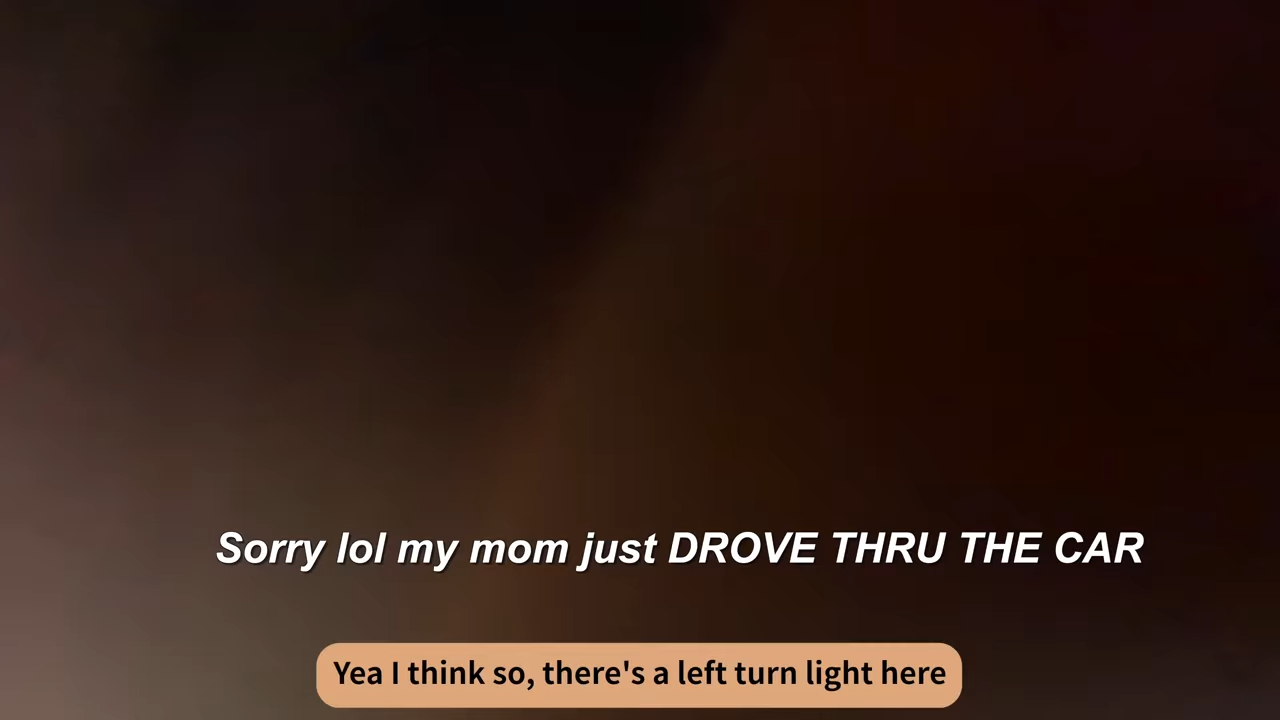 Sorry lol my mom just DROVE THRU THE CAR
Yea I think so, there's a left turn light here